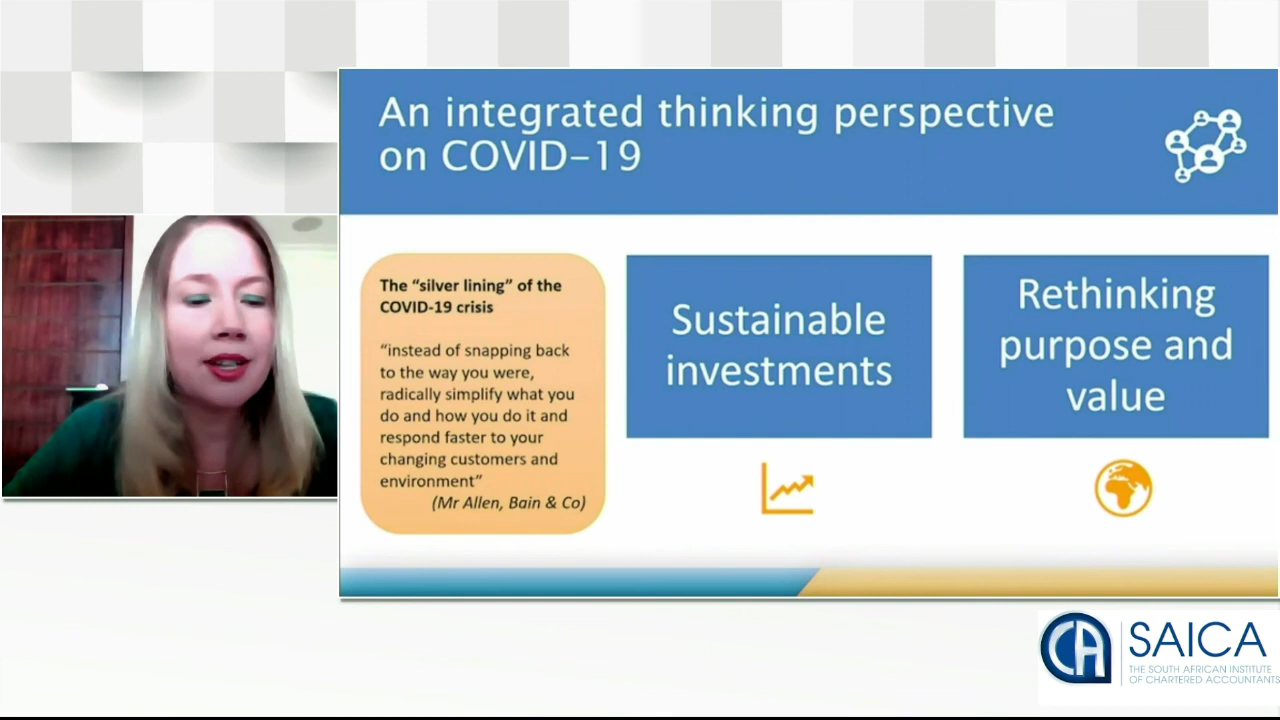 An integrated thinking perspective
on COVID–19
The “silver lining” of the
COVID-19 crisis
“instead of snapping back
to the way you were,
radically simplify what you
do and how you do it and
respond faster to your
changing customers and
environment”
(Mr Allen, Bain & Co)
Sustainable
investments
Rethinking
purpose and
value
CA
SAICA
THE SOUTH AFRICAN INSTITUTE
OF CHARTERED ACCOUNTANTS